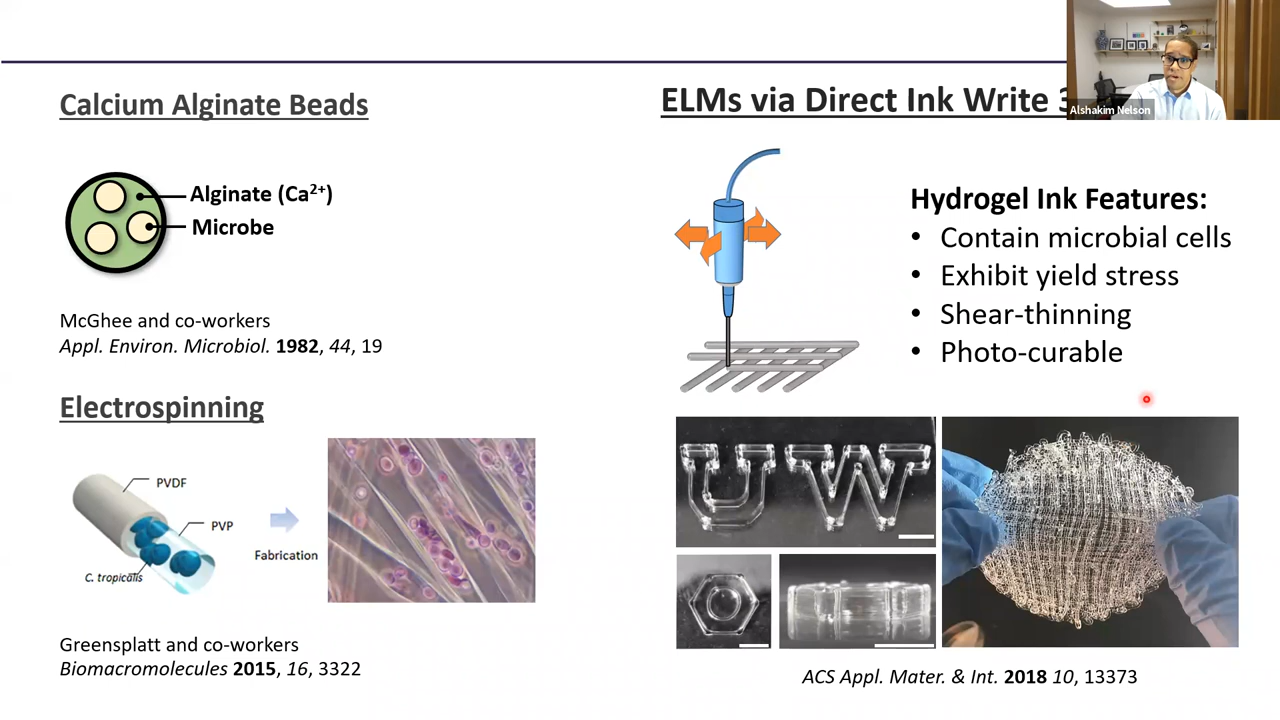 Calcium Alginate Beads
Alginate (Ca²⁺)
Microbe
McGhee and co-workers
Appl. Environ. Microbiol. 1982, 44, 19
Electrospinning
PVDF
PVP
C. tropicalis
Fabrication
Greensplatt and co-workers
Biomacromolecules 2015, 16, 3322
ELMs via Direct Ink Write
Alshakim Nelson
Hydrogel Ink Features:
• Contain microbial cells
• Exhibit yield stress
• Shear-thinning
• Photo-curable
UW
ACS Appl. Mater. & Int. 2018 10, 13373